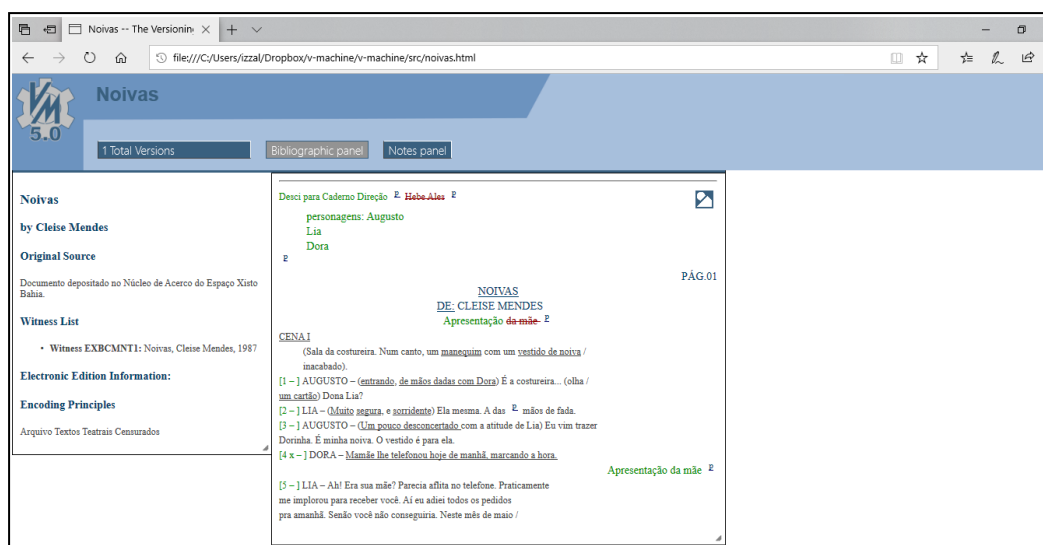 Noivas -- The Versionin
file:///C:/Users/izzal/Dropbox/v-machine/v-machine/src/noivas.html
VM
5.0
Noivas
1 Total Versions
Bibliographic panel
Notes panel
Noivas
by Cleise Mendes
Original Source
Documento depositado no Núcleo de Acerco do Espaço Xisto
Bahia.
Witness List
• Witness EXBCMNT1: Noivas, Cleise Mendes, 1987
Electronic Edition Information:
Encoding Principles
Arquivo Textos Teatrais Censurados
Desci para Caderno Direção P Hebe Ales P
personagens: Augusto
Lia
Dora
P
PÁG.01
NOIVAS
DE: CLEISE MENDES
Apresentação da mãe P
CENA I
(Sala da costureira. Num canto, um manequim com um vestido de noiva /
inacabado).
[1 – ] AUGUSTO – (entrando, de mãos dadas com Dora) É a costureira... (olha /
um cartão) Dona Lia?
[2 – ] LIA – (Muito segura, e sorridente) Ela mesma. A das P mãos de fada.
[3 – ] AUGUSTO – (Um pouco desconcertado com a atitude de Lia) Eu vim trazer
Dorinha. É minha noiva. O vestido é para ela.
[4 x – ] DORA – Mamãe lhe telefonou hoje de manhã, marcando a hora.
Apresentação da mãe P
[5 – ] LIA – Ah! Era sua mãe? Parecia aflita no telefone. Praticamente
me implorou para receber você. Aí eu adiei todos os pedidos
pra amanhã. Senão você não conseguiria. Neste mês de maio /